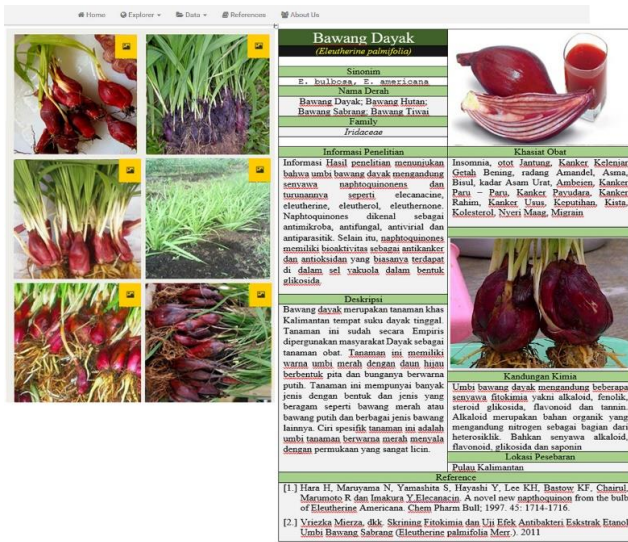 Home Explorer Data References About Us
Bawang Dayak
(Eleutherine palmifolia)
Sinonim
E. bulbosa, E. americana
Nama Derah
Bawang Dayak; Bawang Hutan;
Bawang Sabrang; Bawang Tiwai
Family
Iridaceae
Informasi Penelitian
Informasi Hasil penelitian menunjukan
bahwa umbi bawang dayak mengandung
senyawa naphtoquinonens dan
turunannya seperti elecanacine,
eleutherine, eleutherol, eleuthernone.
Naphtoquinones dikenal sebagai
antimikroba, antifungal, antivirial dan
antiparasitik. Selain itu, naphtoquinones
memiliki bioaktivitas sebagai antikanker
dan antioksidan yang biasanya terdapat
di dalam sel vakuola dalam bentuk
glikosida.
Deskripsi
Bawang dayak merupakan tanaman khas
Kalimantan tempat suku dayak tinggal.
Tanaman ini sudah secara Empiris
dipergunakan masyarakat Dayak sebagai
tanaman obat. Tanaman ini memiliki
warna umbi merah dengan daun hijau
berbentuk pita dan bunganya berwarna
putih. Tanaman ini mempunyai banyak
jenis dengan bentuk dan jenis yang
beragam seperti bawang merah atau
bawang putih dan berbagai jenis bawang
lainnya. Ciri spesifik tanaman ini adalah
umbi tanaman berwarna merah menyala
dengan permukaan yang sangat licin.
Khasiat Obat
Insomnia, otot Jantung, Kanker Kelenjar
Getah Bening, radang Amandel, Asma,
Bisul, kadar Asam Urat, Ambeien, Kanker
Paru – Paru, Kanker Payudara, Kanker
Rahim, Kanker Usus, Keputihan, Kista,
Kolesterol, Nyeri Maag, Migrain
Kandungan Kimia
Umbi bawang dayak mengandung beberapa
senyawa fitokimia yakni alkaloid, fenolik,
steroid glikosida, flavonoid dan tannin.
Alkaloid merupakan bahan organik yang
mengandung nitrogen sebagai bagian dari
heterosiklik. Bahkan senyawa alkaloid,
flavonoid, glikosida dan saponin
Lokasi Pesebaran
Pulau Kalimantan
Reference
[1.] Hara H, Maruyama N, Yamashita S, Hayashi Y, Lee KH, Bastow KF, Chairul,
Marumoto R dan Imakura Y.Elecanacin. A novel new napthoquinon from the bulb
of Eleutherine Americana. Chem Pharm Bull; 1997. 45: 1714-1716.
[2.] Vriezka Mierza, dkk. Skrining Fitokimia dan Uji Efek Antibakteri Eskstrak Etanol
Umbi Bawang Sabrang (Eleutherine palmifolia Merr.). 2011